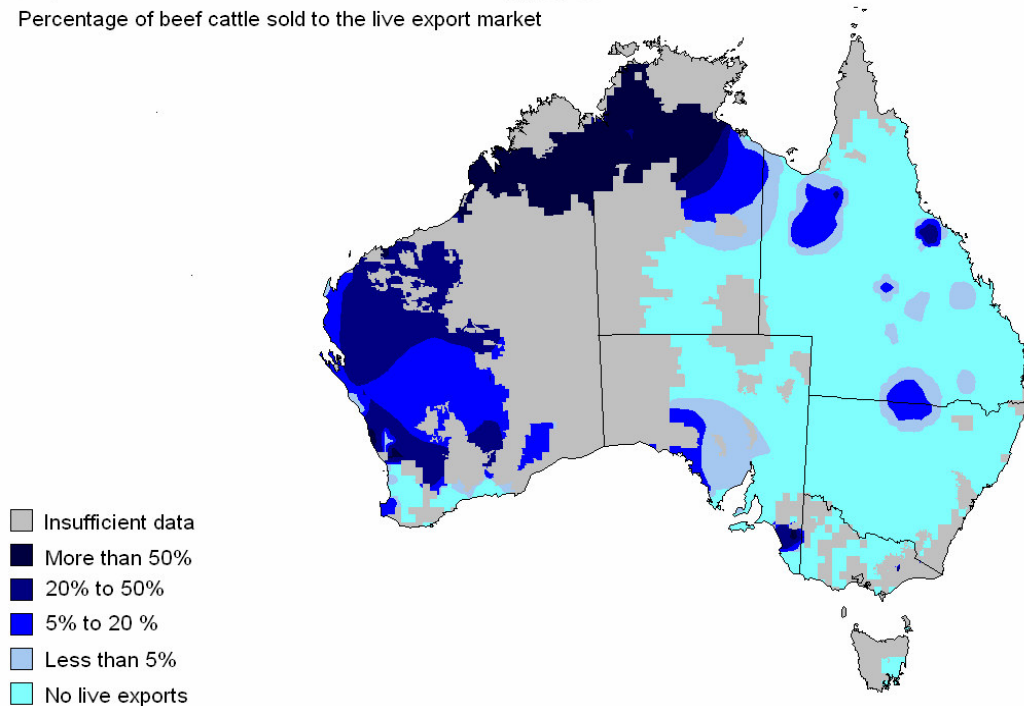 Percentage of beef cattle sold to the live export market
Insufficient data
More than 50%
20% to 50%
5% to 20 %
Less than 5%
No live exports